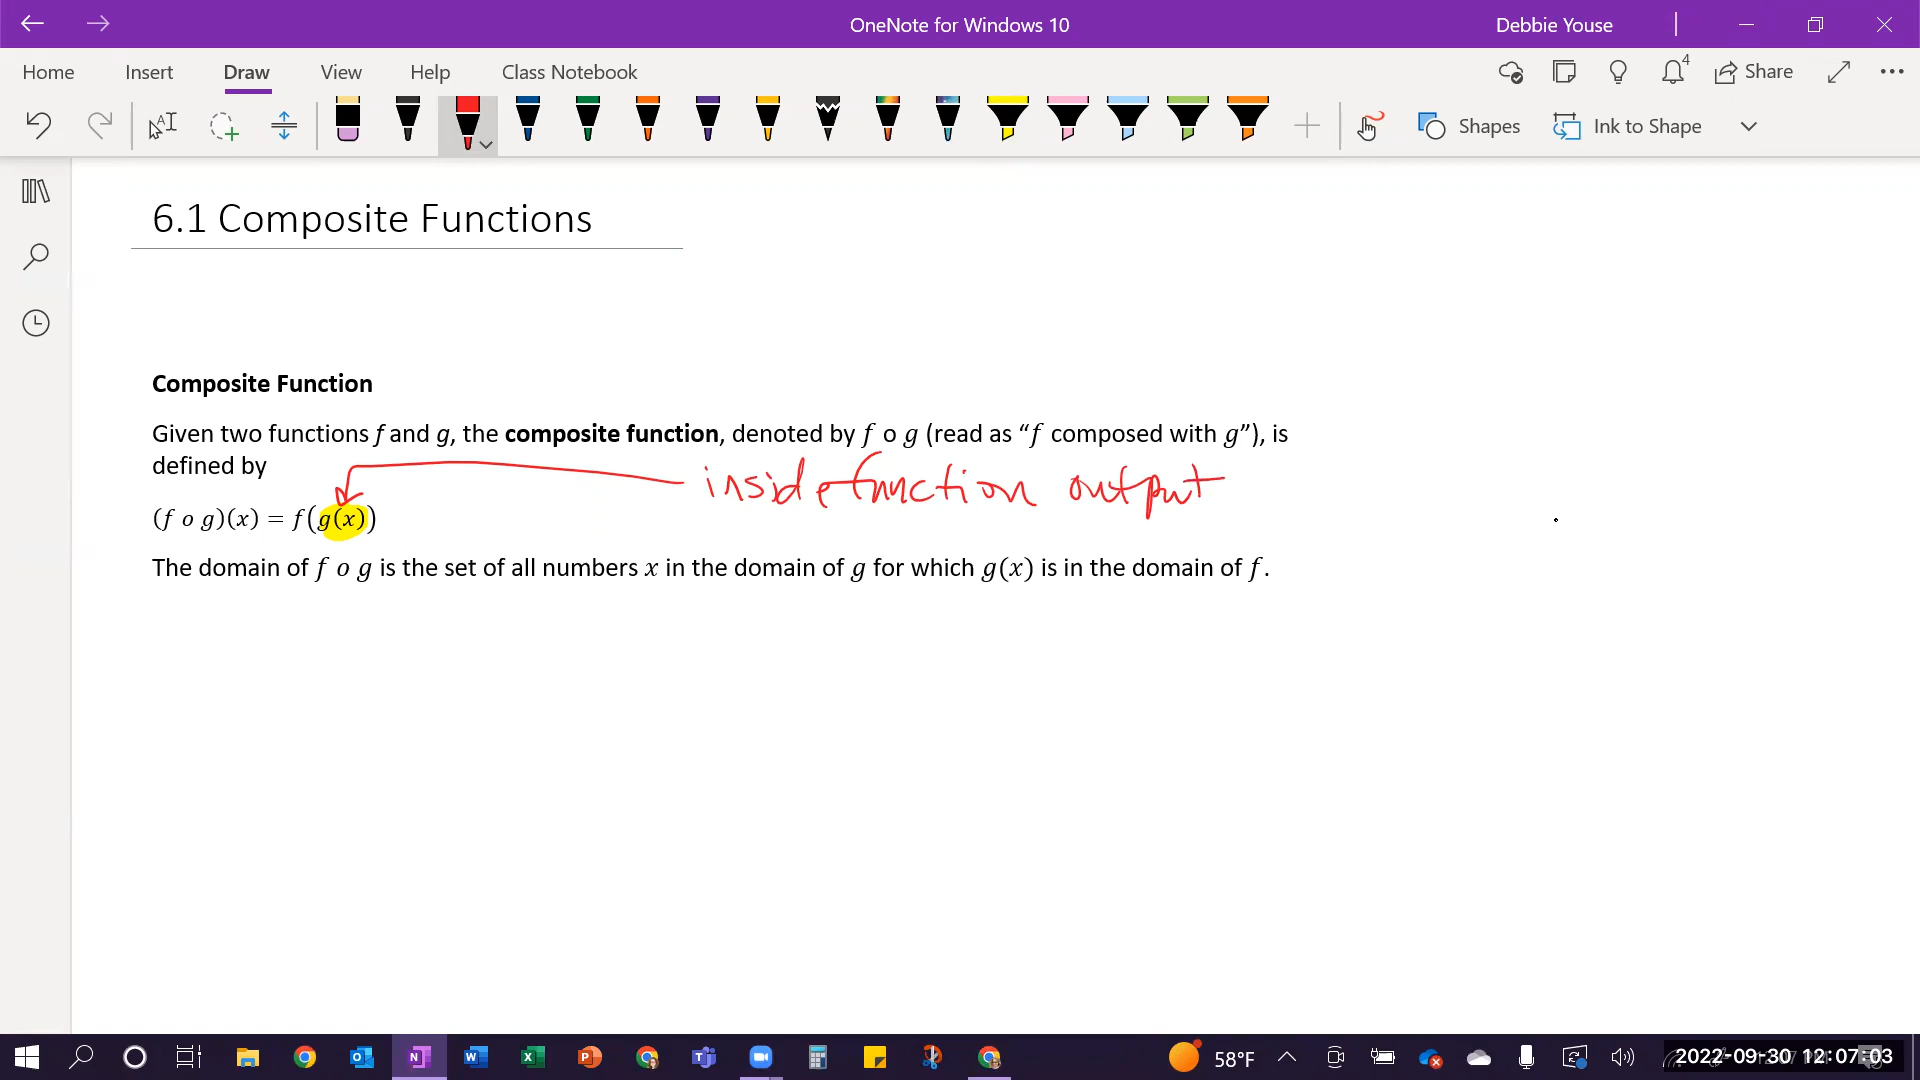 OneNote for Windows 10 Debbie Youse
Home Insert Draw View Help Class Notebook 4 Share
Shapes Ink to Shape
6.1 Composite Functions
Composite Function
Given two functions f and g, the composite function, denoted by f o g (read as “f composed with g”), is
defined by
inside function output
(f o g)(x) = f(g(x))
The domain of f o g is the set of all numbers x in the domain of g for which g(x) is in the domain of f.
58°F 2022-09-30 12:07:03